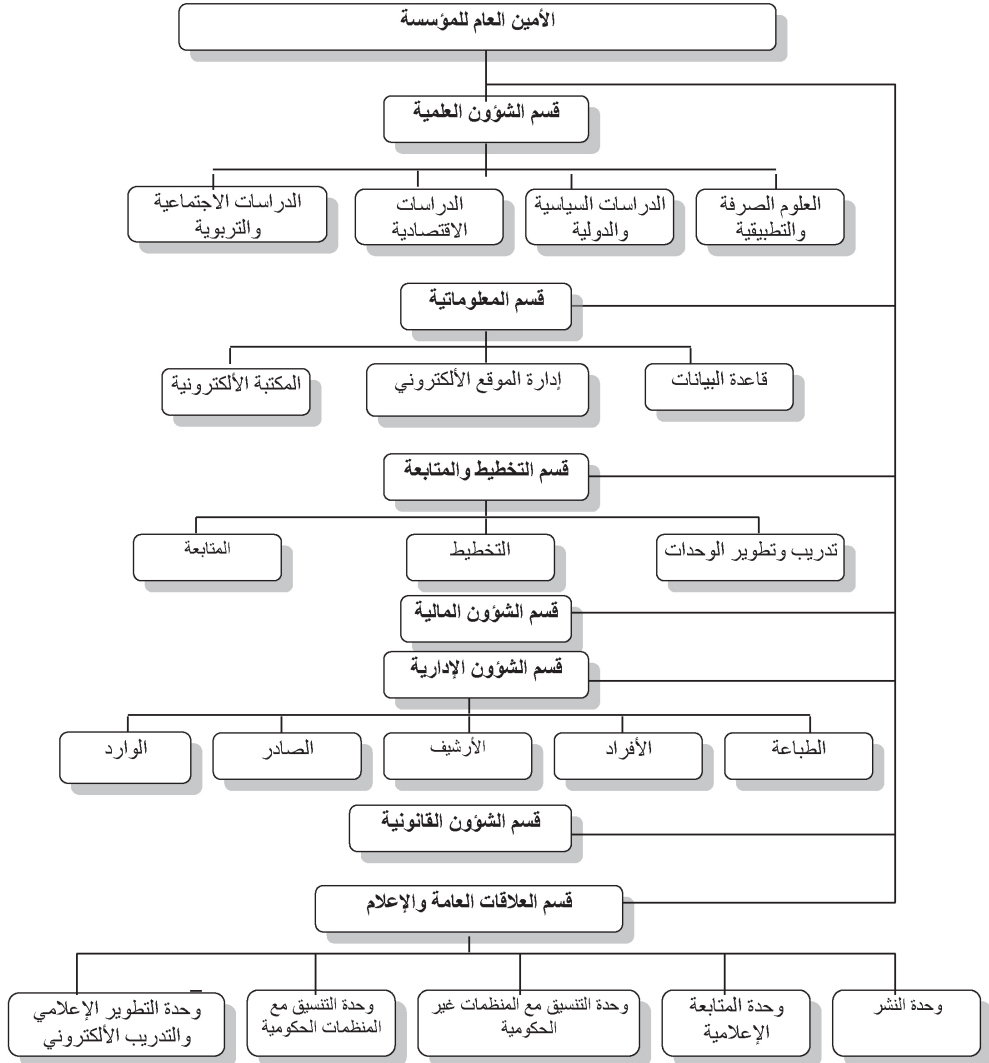 الأمين العام للمؤسسة
قسم الشؤون العلمية
العلوم الصرفة
والتطبيقية
الدراسات السياسية
والدولية
الدراسات
الاقتصادية
الدراسات الاجتماعية
والتربوية
قسم المعلوماتية
قاعدة البيانات
إدارة الموقع الألكتروني
المكتبة الألكترونية
قسم التخطيط والمتابعة
تدريب وتطوير الوحدات
التخطيط
المتابعة
قسم الشؤون المالية
قسم الشؤون الإدارية
الطباعة
الأفراد
الأرشيف
الصادر
الوارد
قسم الشؤون القانونية
قسم العلاقات العامة والإعلام
وحدة النشر
وحدة المتابعة
الإعلامية
وحدة التنسيق مع المنظمات غير
الحكومية
وحدة التنسيق مع
المنظمات الحكومية
وحدة التطوير الإعلامي
والتدريب الألكتروني